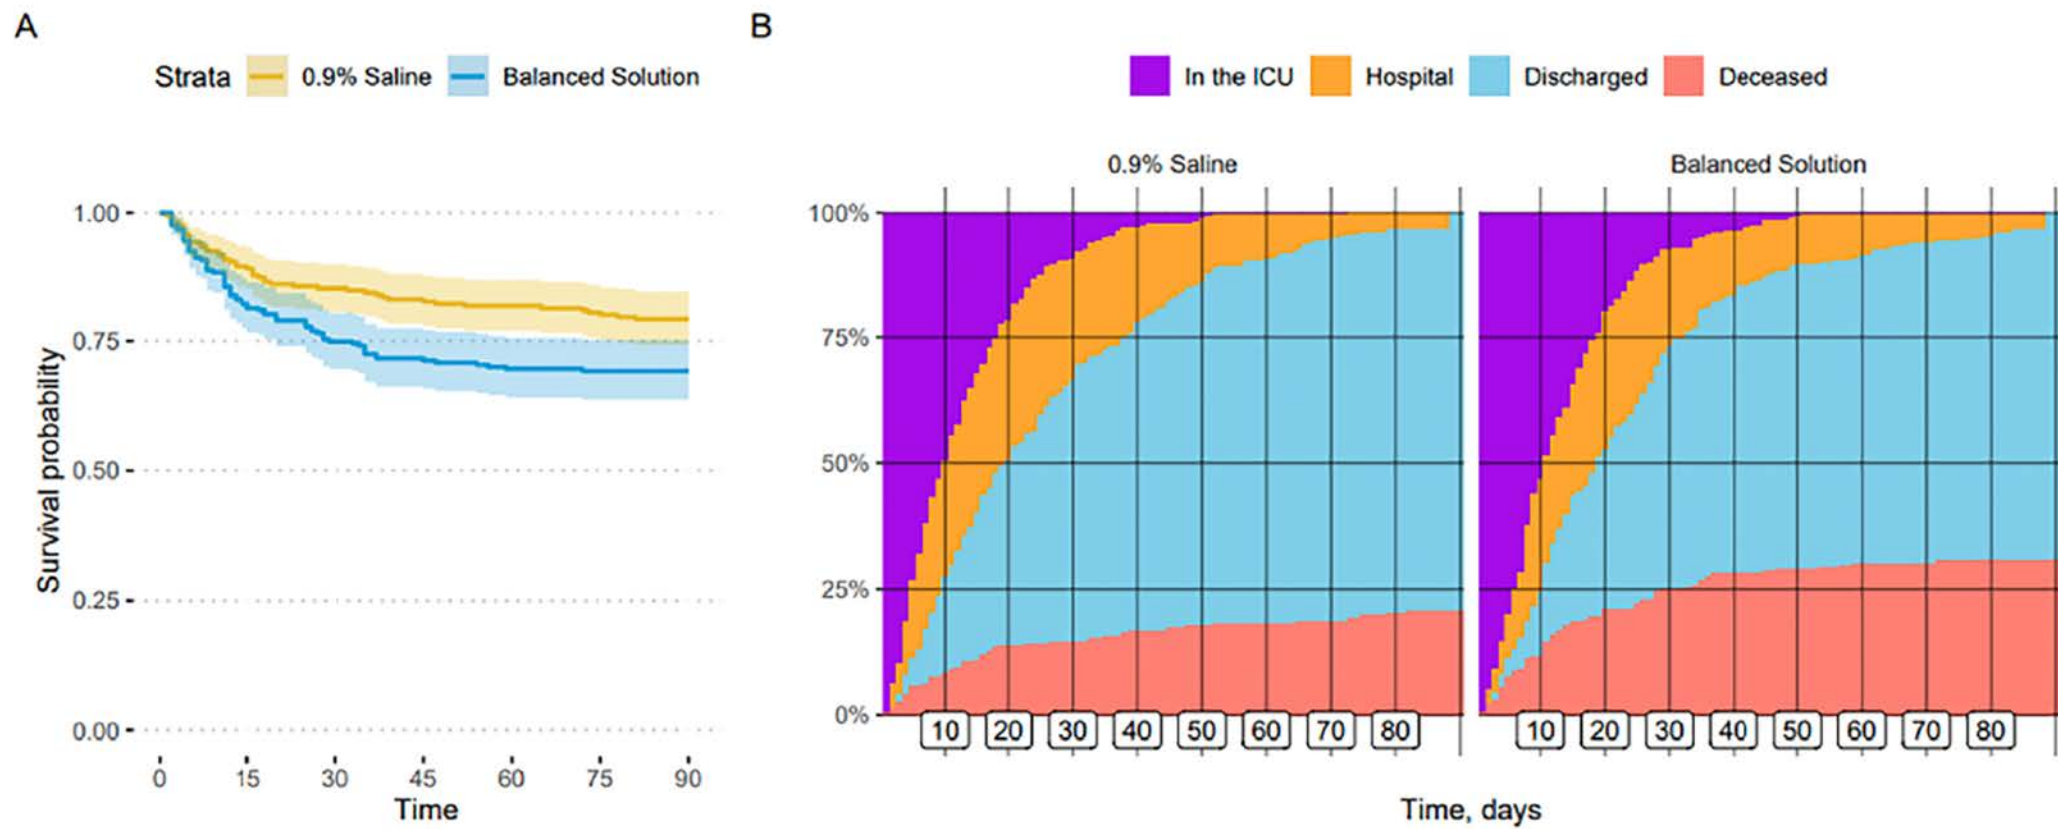 A
B
Strata 0.9% Saline Balanced Solution
In the ICU Hospital Discharged Deceased
0.9% Saline
Balanced Solution
Survival probability
1.00
0.75
0.50
0.25
0.00
0 15 30 45 60 75 90
Time
100%
75%
50%
25%
0%
10 20 30 40 50 60 70 80
10 20 30 40 50 60 70 80
Time, days